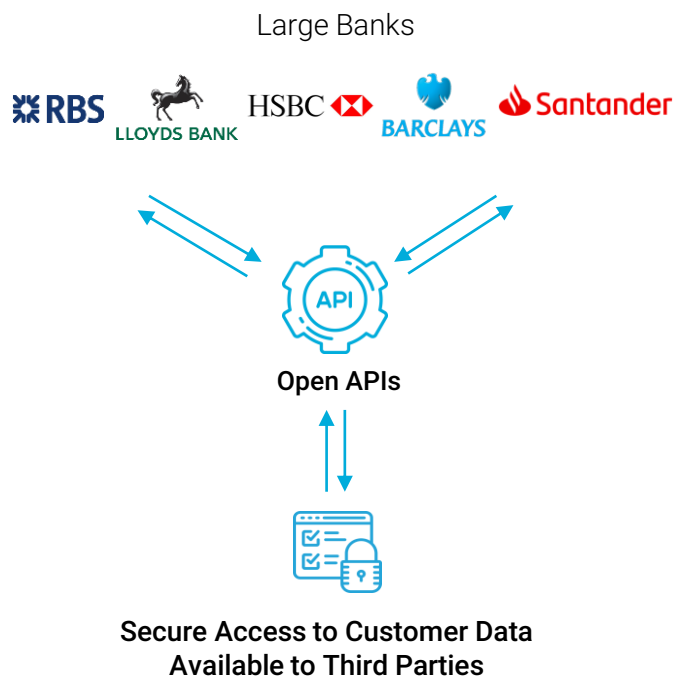 Large Banks
RBS
LLOYDS BANK
HSBC
BARCLAYS
Santander
API
Open APIs
Secure Access to Customer Data
Available to Third Parties